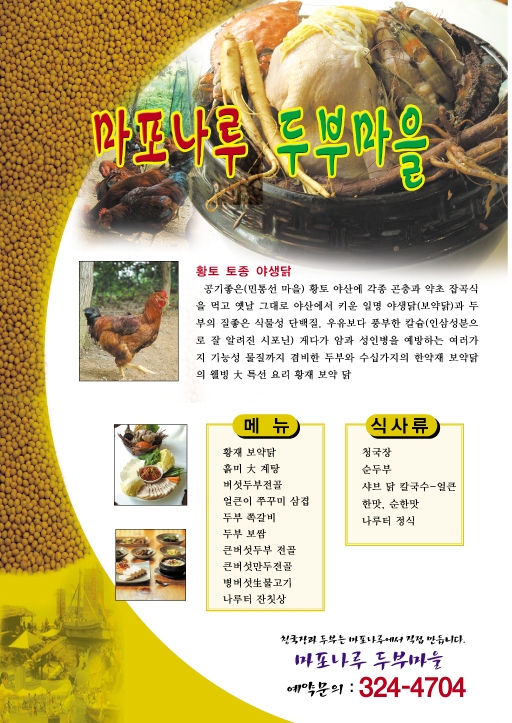 마포나루 두부마을
황토 토종 야생닭
공기좋은(민통선 마을) 황토 야산에 각종 곤충과 약초 잡곡식
을 먹고 옛날 그대로 야산에서 키운 일명 야생닭(보약닭)과 두
부의 질좋은 식물성 단백질, 우유보다 풍부한 칼슘(인삼성분으
로 잘 알려진 시포닌) 게다가 암과 성인병을 예방하는 여러가
지 기능성 물질까지 겸비한 두부와 수십가지의 한약재 보약닭
의 웰빙 大 특선 요리 황재 보약 닭
메 뉴
황재 보약닭
흙미 大 계탕
버섯두부전골
얼큰이 쭈꾸미 삼겹
두부 쪽갈비
두부 보쌈
큰버섯두부 전골
큰버섯만두전골
병버섯生불고기
나루터 잔칫상
식사류
청국장
순두부
샤브 닭 칼국수-얼큰
한맛, 순한맛
나루터 정식
청국장과 두부는 마포나루에서 직접 만듭니다.
마포나루 두부마을
예약문의 : 324-4704